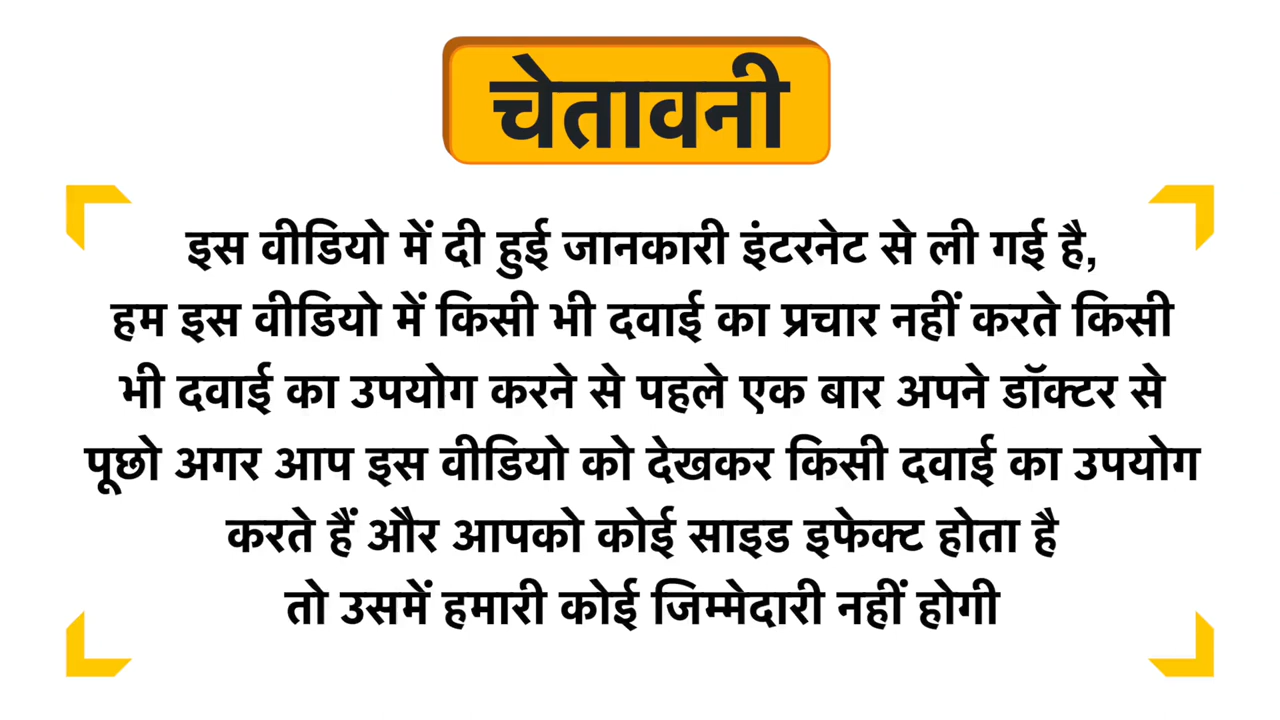 चेतावनी
इस वीडियो में दी हुई जानकारी इंटरनेट से ली गई है,
हम इस वीडियो में किसी भी दवाई का प्रचार नहीं करते किसी
भी दवाई का उपयोग करने से पहले एक बार अपने डॉक्टर से
पूछो अगर आप इस वीडियो को देखकर किसी दवाई का उपयोग
करते हैं और आपको कोई साइड इफेक्ट होता है
तो उसमें हमारी कोई जिम्मेदारी नहीं होगी